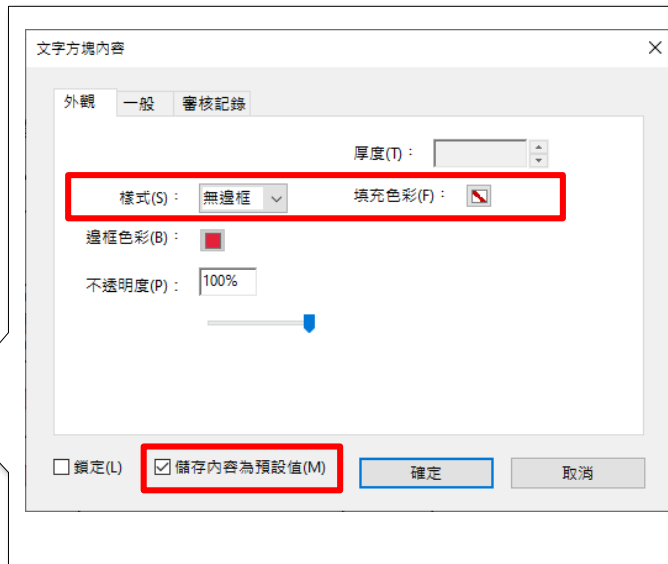 文字方塊內容
外觀 一般 審核記錄
厚度(T)：
樣式(S)： 無邊框 填充色彩(F)：
邊框色彩(B)：
不透明度(P)： 100%
鎖定(L) 儲存內容為預設值(M) 確定 取消